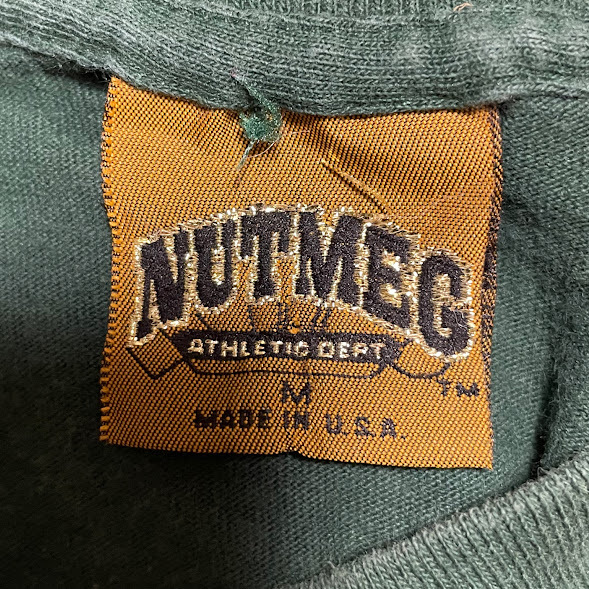 NUTMEG
ATHLETIC DEPT
TM
M
MADE IN U.S.A.